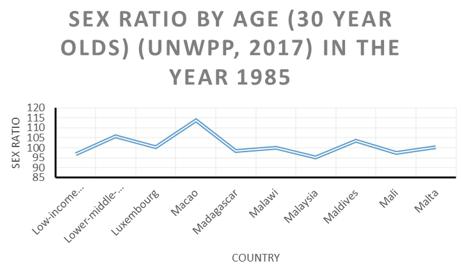 SEX RATIO BY AGE (30 YEAR
OLDS) (UNWPP, 2017) IN THE
YEAR 1985
120
115
110
105
100
95
90
85
SEX RATIO
Low-income…
Lower-middle-…
Luxembourg
Macao
Madagascar
Malawi
Malaysia
Maldives
Mali
Malta
COUNTRY